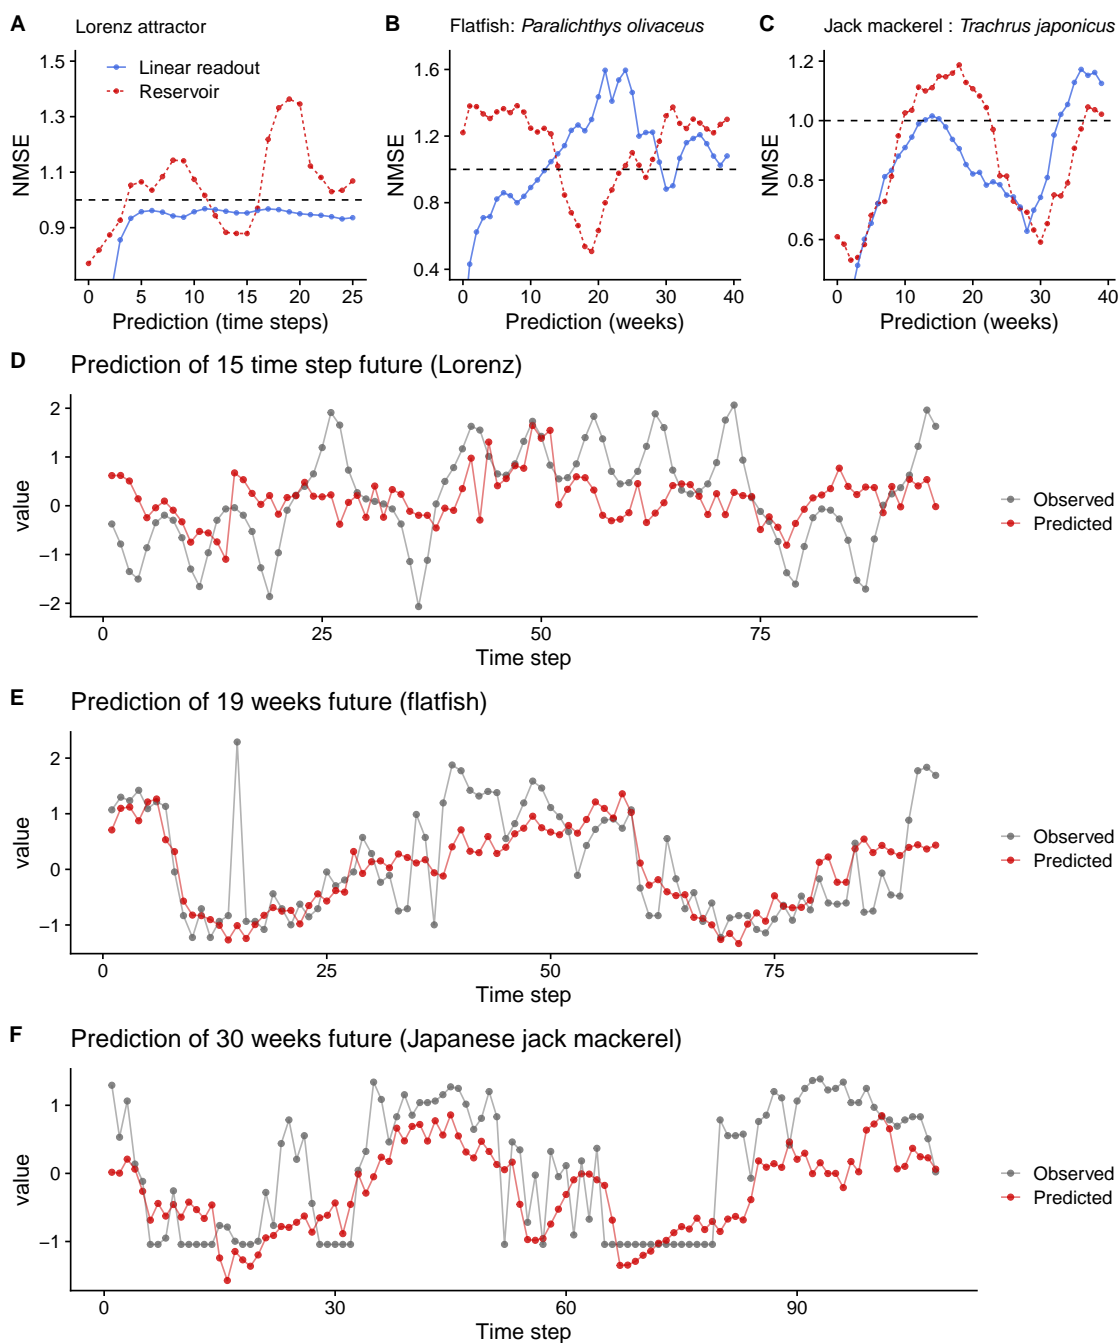 A Lorenz attractor
B Flatfish: Paralichthys olivaceus
C Jack mackerel : Trachrus japonicus
Linear readout
Reservoir
NMSE
1.5
1.3
1.1
0.9
0 5 10 15 20 25
Prediction (time steps)
NMSE
1.6
1.2
0.8
0.4
0 10 20 30 40
Prediction (weeks)
NMSE
1.2
1.0
0.8
0.6
0 10 20 30 40
Prediction (weeks)
D Prediction of 15 time step future (Lorenz)
value
2
1
0
−1
−2
0 25 50 75
Time step
Observed
Predicted
E Prediction of 19 weeks future (flatfish)
value
2
1
0
−1
0 25 50 75
Time step
Observed
Predicted
F Prediction of 30 weeks future (Japanese jack mackerel)
value
1
0
−1
0 30 60 90
Time step
Observed
Predicted